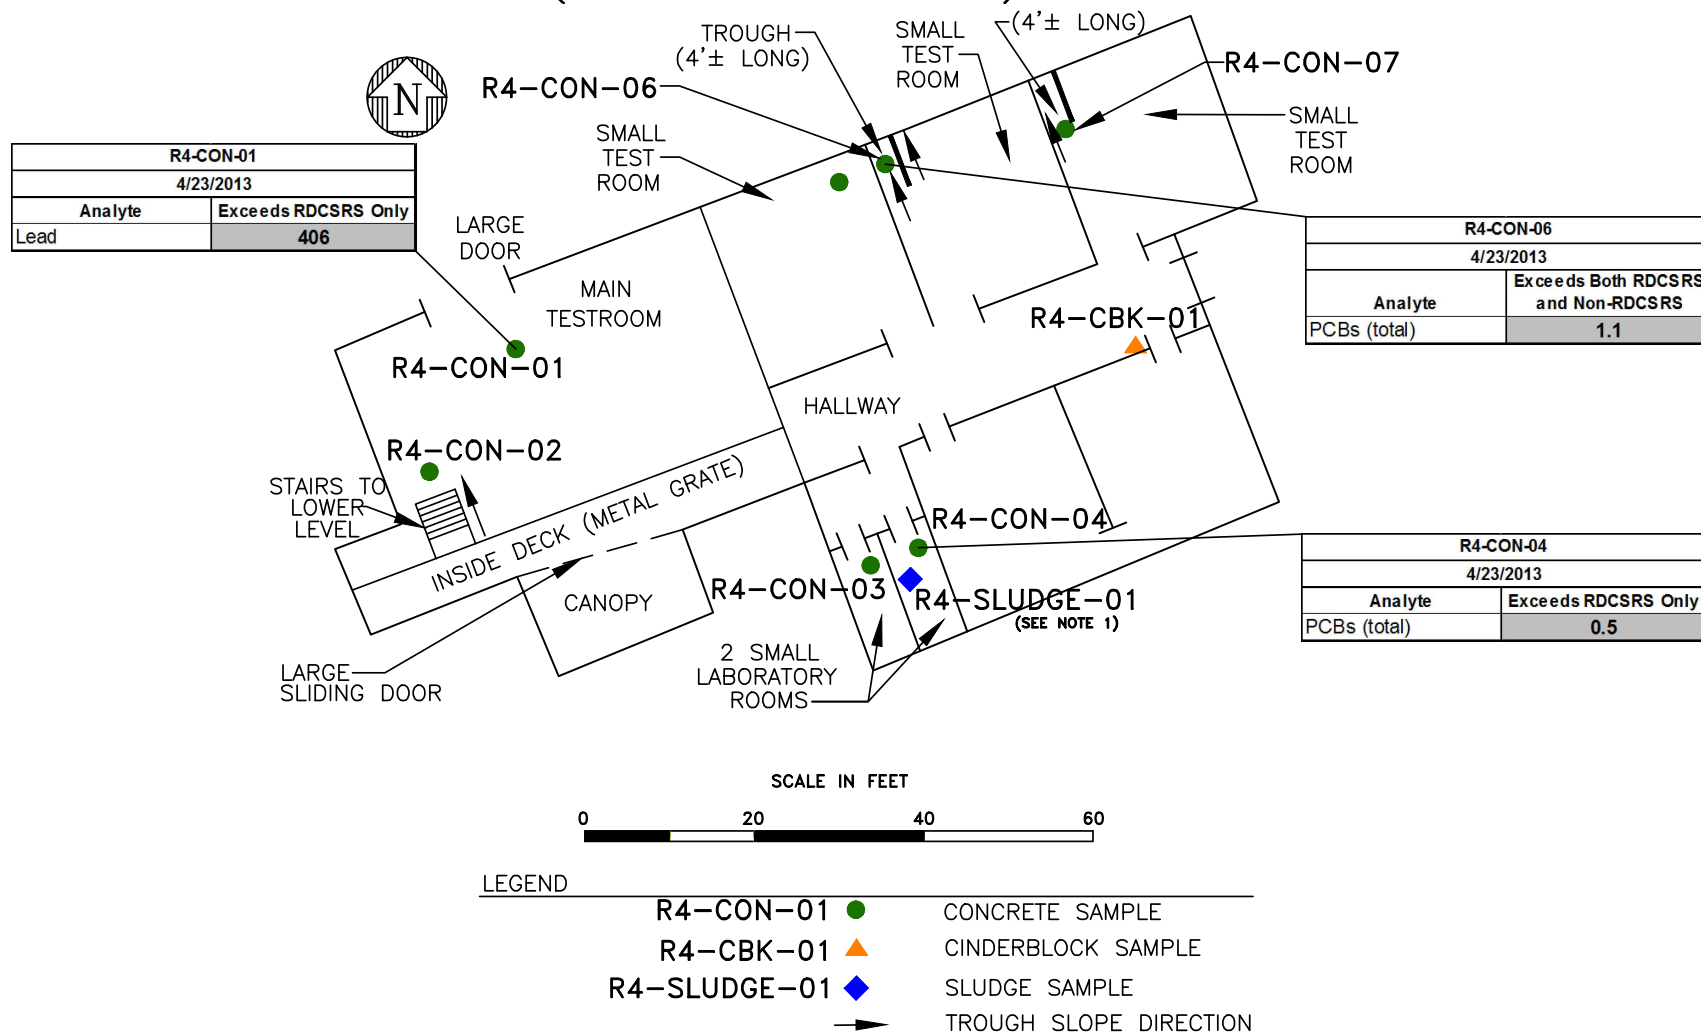 TROUGH
(4'± LONG)
SMALL
TEST
ROOM
(4'± LONG)
R4-CON-07
R4-CON-06
N
SMALL
TEST
ROOM
SMALL
TEST
ROOM
R4-CON-01
4/23/2013
Analyte Exceeds RDCSRS Only
Lead 406
LARGE
DOOR
MAIN
TESTROOM
R4-CON-06
4/23/2013
Analyte Exceeds Both RDCSRS
and Non-RDCSRS
PCBs (total) 1.1
R4-CBK-01
R4-CON-01
HALLWAY
R4-CON-02
STAIRS TO
LOWER
LEVEL
INSIDE DECK (METAL GRATE)
R4-CON-04
R4-CON-04
4/23/2013
Analyte Exceeds RDCSRS Only
PCBs (total) 0.5
R4-CON-03
CANOPY
R4-SLUDGE-01
(SEE NOTE 1)
2 SMALL
LABORATORY
ROOMS
LARGE
SLIDING DOOR
SCALE IN FEET
0 20 40 60
LEGEND
R4-CON-01 CONCRETE SAMPLE
R4-CBK-01 CINDERBLOCK SAMPLE
R4-SLUDGE-01 SLUDGE SAMPLE
TROUGH SLOPE DIRECTION